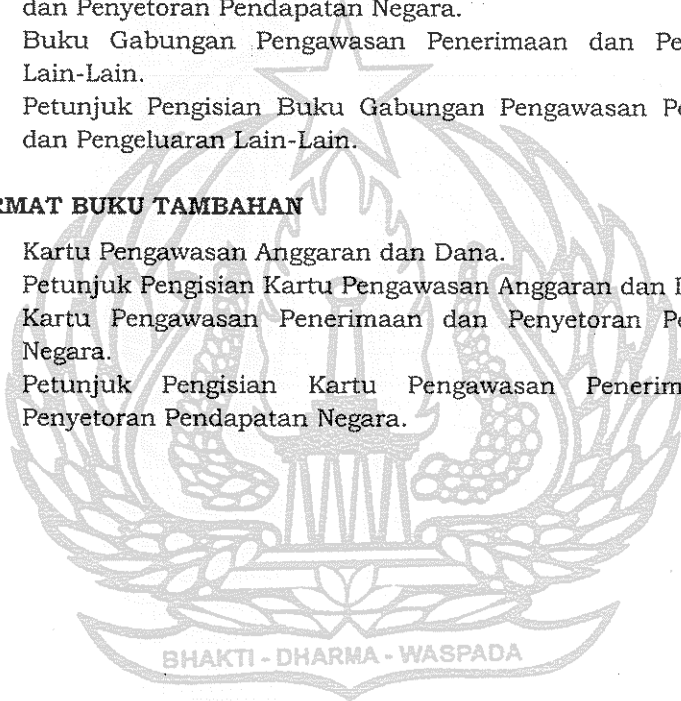 dan Penyetoran Pendapatan Negara.
Buku Gabungan Pengawasan Penerimaan dan Pe
Lain-Lain.
Petunjuk Pengisian Buku Gabungan Pengawasan Pe
dan Pengeluaran Lain-Lain.
RMAT BUKU TAMBAHAN
Kartu Pengawasan Anggaran dan Dana.
Petunjuk Pengisian Kartu Pengawasan Anggaran dan D
Kartu Pengawasan Penerimaan dan Penyetoran Pe
Negara.
Petunjuk Pengisian Kartu Pengawasan Penerim
Penyetoran Pendapatan Negara.
BHAKTI - DHARMA - WASPADA